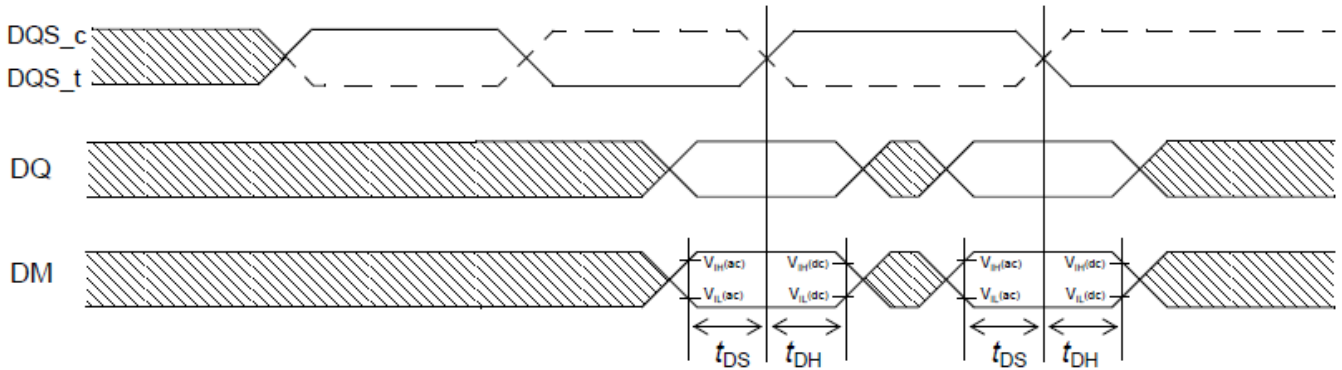 DQS_c
DQS_t
DQ
DM
VIH(ac) VIH(dc) VIH(ac) VIH(dc)
VIL(ac) VIL(dc) VIL(ac) VIL(dc)
tDS tDH tDS tDH